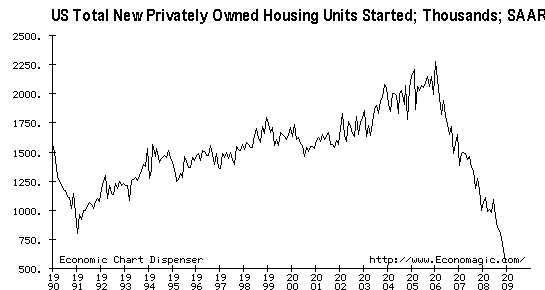 US Total New Privately Owned Housing Units Started; Thousands; SAAR
2500.
2250.
2000.
1750.
1500.
1250.
1000.
750.
500.
Economic Chart Dispenser http://www.Economagic.com/
19 19 19 19 19 19 19 19 19 19 20 20 20 20 20 20 20 20 20 20
90 91 92 93 94 95 96 97 98 99 00 01 02 03 04 05 06 07 08 09